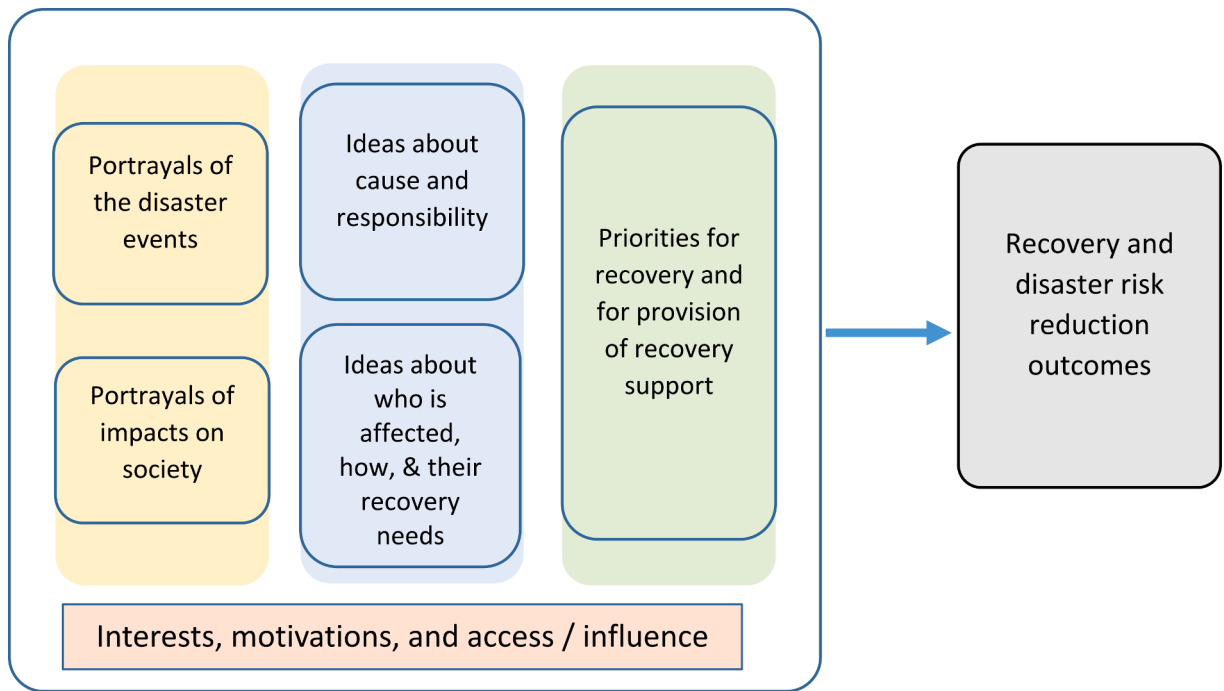 Portrayals of
the disaster
events
Portrayals of
impacts on
society
Ideas about
cause and
responsibility
Ideas about
who is
affected,
how, & their
recovery
needs
Priorities for
recovery and
for provision
of recovery
support
Interests, motivations, and access / influence
Recovery and
disaster risk
reduction
outcomes